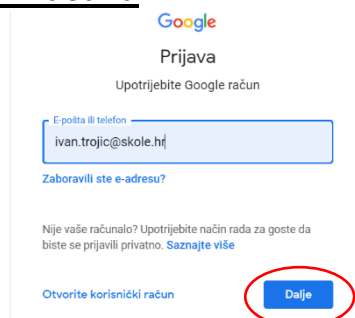 Google
Prijava
Upotrijebite Google račun
E-pošta ili telefon
ivan.trojic@skole.hr
Zaboravili ste e-adresu?
Nije vaše računalo? Upotrijebite način rada za goste da
biste se prijavili privatno. Saznajte više
Otvorite korisnički račun
Dalje